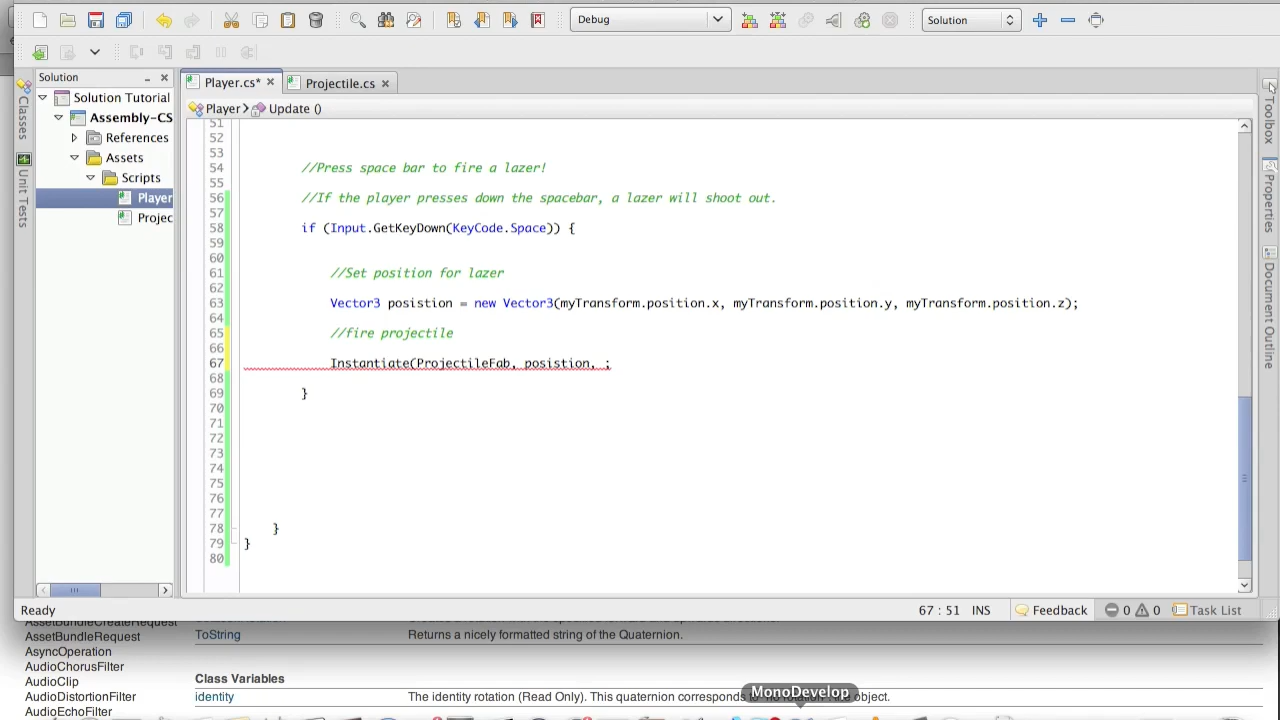 Debug
Solution
Solution
Player.cs*
Projectile.cs
Classes
Unit Tests
Toolbox
Properties
Document Outline
Solution Tutorial
Assembly-CS
References
Assets
Scripts
Player
Projec
Player
Update ()
51
52
53
54 //Press space bar to fire a lazer!
55
56 //If the player presses down the spacebar, a lazer will shoot out.
57
58 if (Input.GetKeyDown(KeyCode.Space)) {
59
60
61 //Set position for lazer
62
63 Vector3 posistion = new Vector3(myTransform.position.x, myTransform.position.y, myTransform.position.z);
64
65 //fire projectile
66
67 Instantiate(ProjectileFab, posistion, ;
68
69 }
70
71
72
73
74
75
76
77
78 }
79 }
80
Ready
67 : 51 INS
Feedback
0 0 Task List
AssetBundleCreateRequest
AssetBundleRequest
AsyncOperation
AudioChorusFilter
AudioClip
AudioDistortionFilter
AudioEchoFilter
ToString Returns a nicely formatted string of the Quaternion.
Class Variables
identity The identity rotation (Read Only). This quaternion corresponds to object.
MonoDevelop